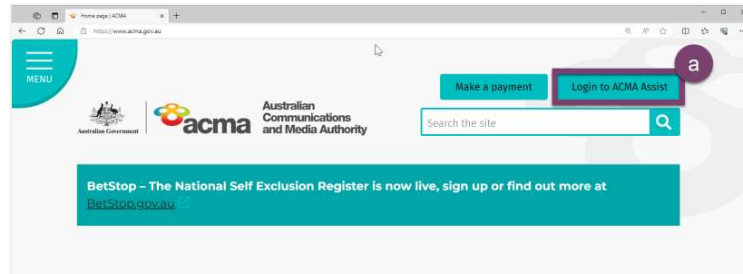 Home page | ACMA
https://www.acma.gov.au
MENU
a
Make a payment
Login to ACMA Assist
Australian Government
acma
Australian
Communications
and Media Authority
Search the site
BetStop – The National Self Exclusion Register is now live, sign up or find out more at
BetStop.gov.au